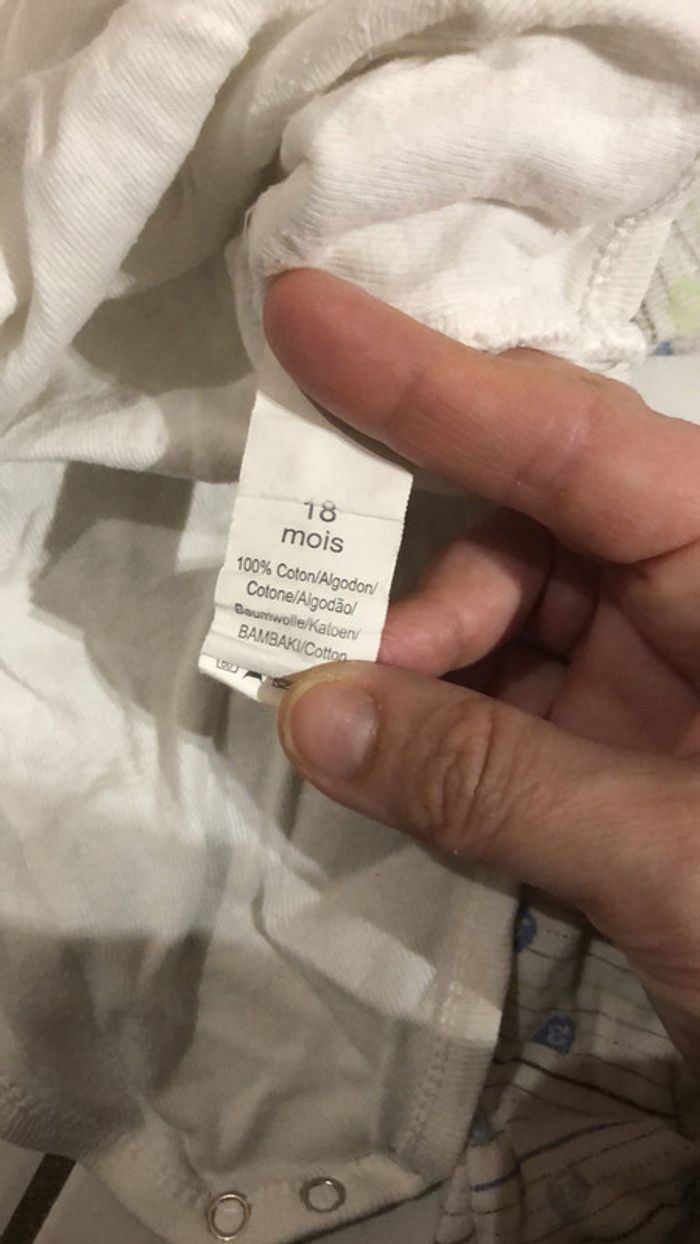 18
mois
100% Coton/Algodon/
Cotone/Algodão/
Baumwolle/Katoen/
BAMBAKI/Cotton